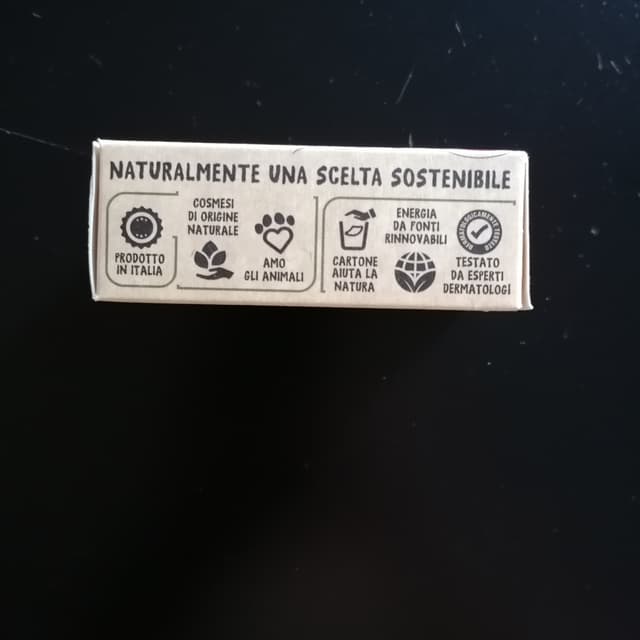 NATURALMENTE UNA SCELTA SOSTENIBILE
PRODOTTO
IN ITALIA
COSMESI
DI ORIGINE
NATURALE
AMO
GLI ANIMALI
CARTONE
AIUTA LA
NATURA
ENERGIA
DA FONTI
RINNOVABILI
TESTATO
DA ESPERTI
DERMATOLOGI